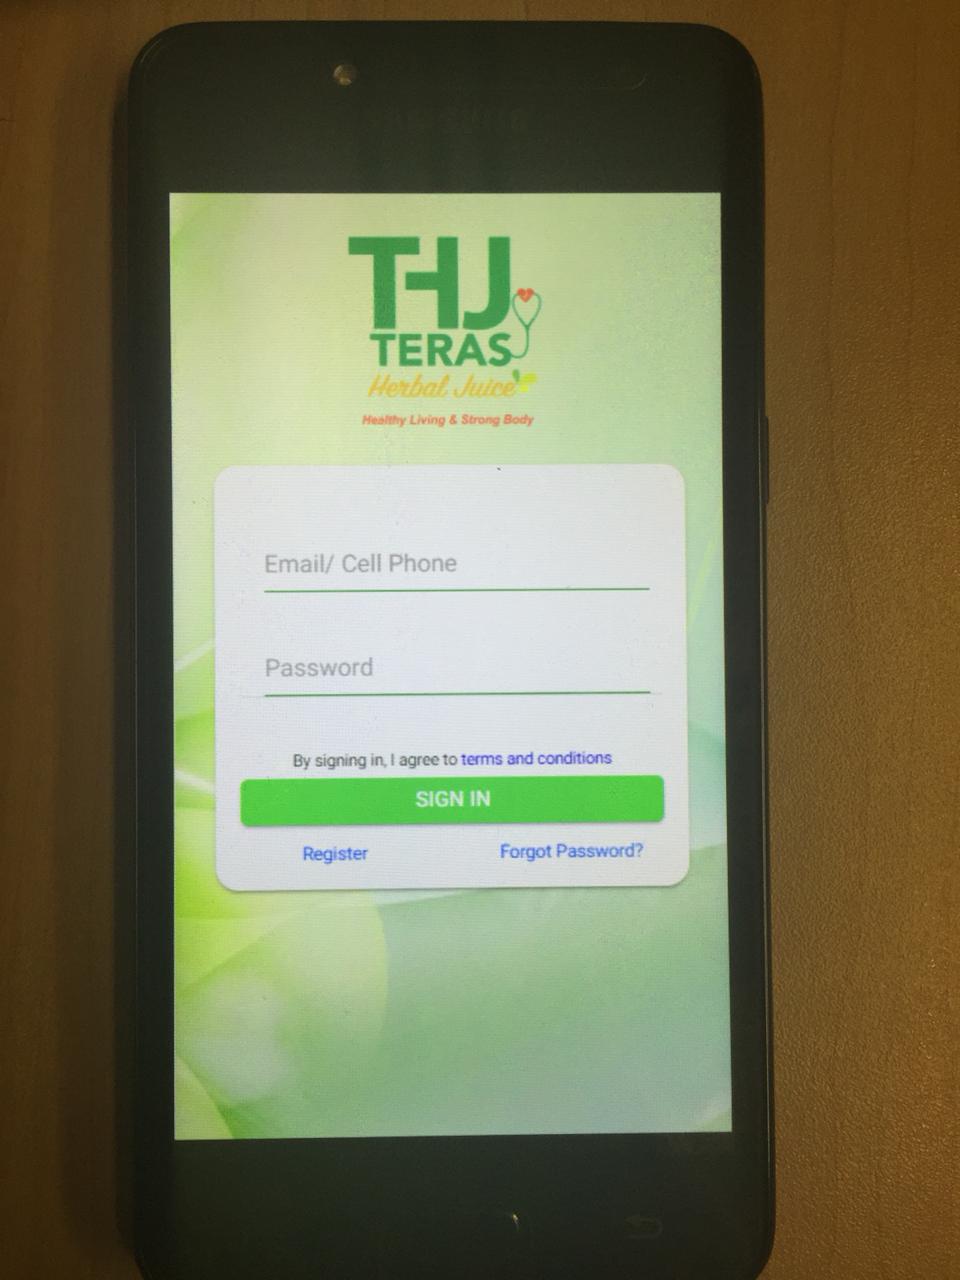 THJ
TERAS
Herbal Juice
Healthy Living & Strong Body
Email/ Cell Phone
Password
By signing in, I agree to terms and conditions
SIGN IN
Register Forgot Password?